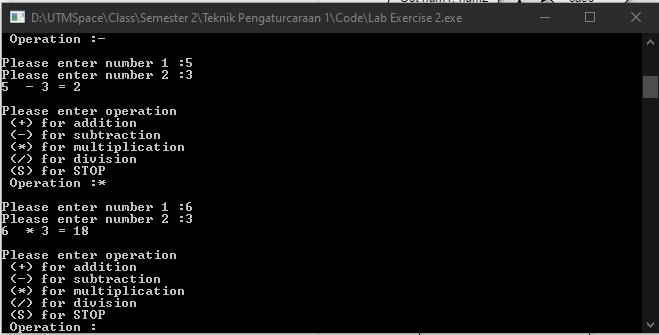 D:\UTMSpace\Class\Semester 2\Teknik Pengaturcaraan 1\Code\Lab Exercise 2.exe
Operation :-
Please enter number 1 :5
Please enter number 2 :3
5  - 3 = 2
Please enter operation
(+) for addition
(-) for subtraction
(*) for multiplication
(/) for division
(S) for STOP
Operation :*
Please enter number 1 :6
Please enter number 2 :3
6  * 3 = 18
Please enter operation
(+) for addition
(-) for subtraction
(*) for multiplication
(/) for division
(S) for STOP
Operation :